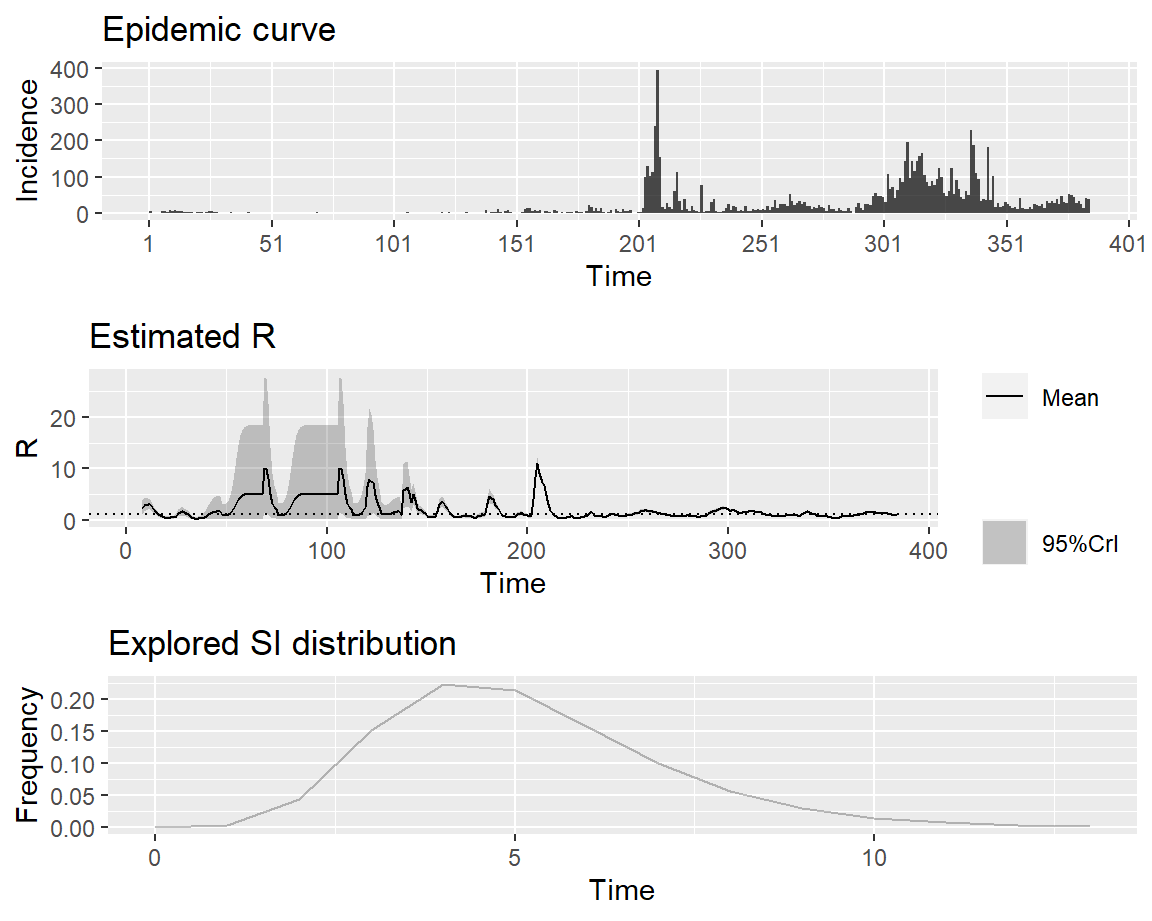 Epidemic curve
Incidence
400
300
200
100
0
1 51 101 151 201 251 301 351 401
Time
Estimated R
R
20
10
0
0 100 200 300 400
Time
Mean
95%CrI
Explored SI distribution
Frequency
0.20
0.15
0.10
0.05
0.00
0 5 10
Time